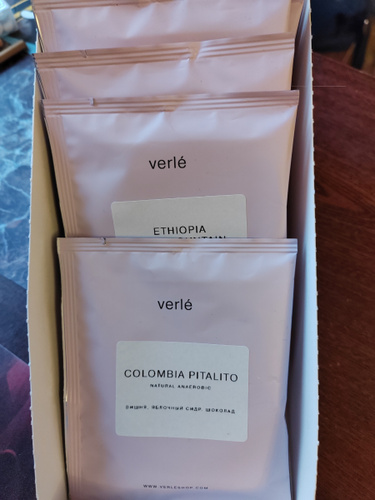 verlé
ETHIOPIA
verlé
COLOMBIA PITALITO
NATURAL ANAEROBIC
ВИШНЯ, ЯБЛОЧНЫЙ СИДР, ШОКОЛАД
WWW.VERLESHOP.COM